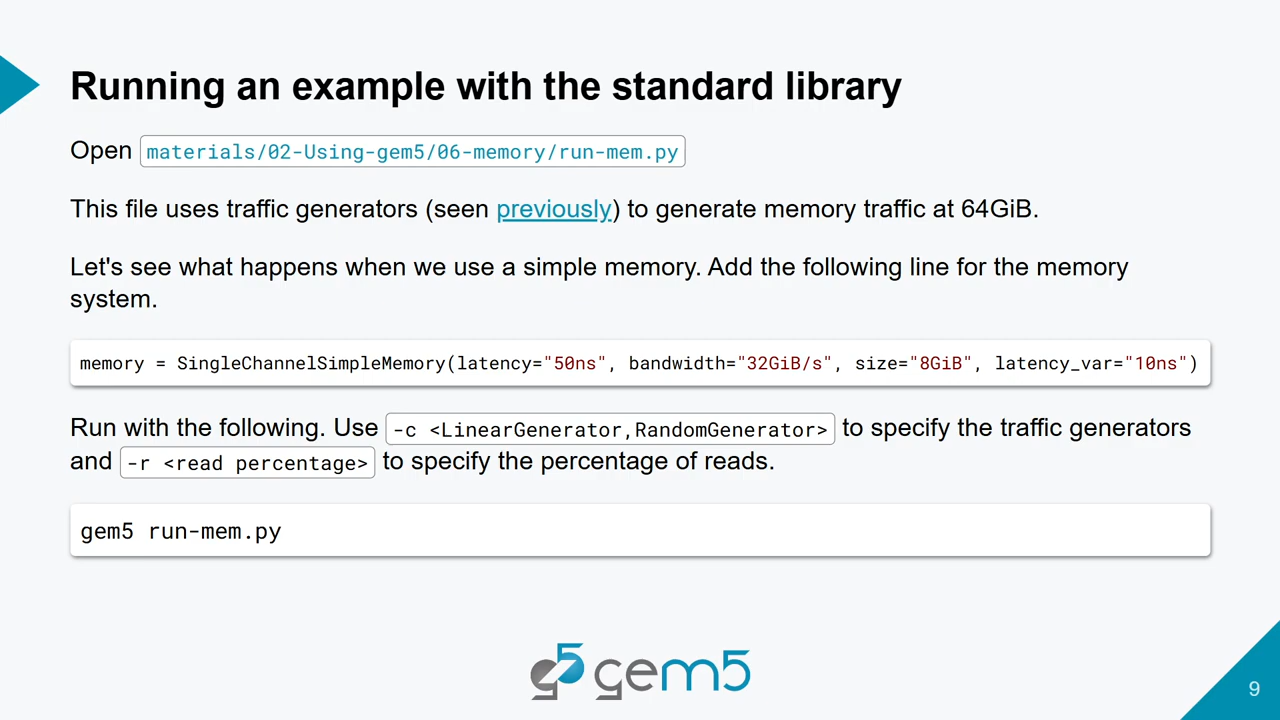 Running an example with the standard library
Open materials/02-Using-gem5/06-memory/run-mem.py
This file uses traffic generators (seen previously) to generate memory traffic at 64GiB.
Let's see what happens when we use a simple memory. Add the following line for the memory
system.
memory = SingleChannelSimpleMemory(latency="50ns", bandwidth="32GiB/s", size="8GiB", latency_var="10ns")
Run with the following. Use -c <LinearGenerator,RandomGenerator> to specify the traffic generators
and -r <read percentage> to specify the percentage of reads.
gem5 run-mem.py
g5 gem5
9